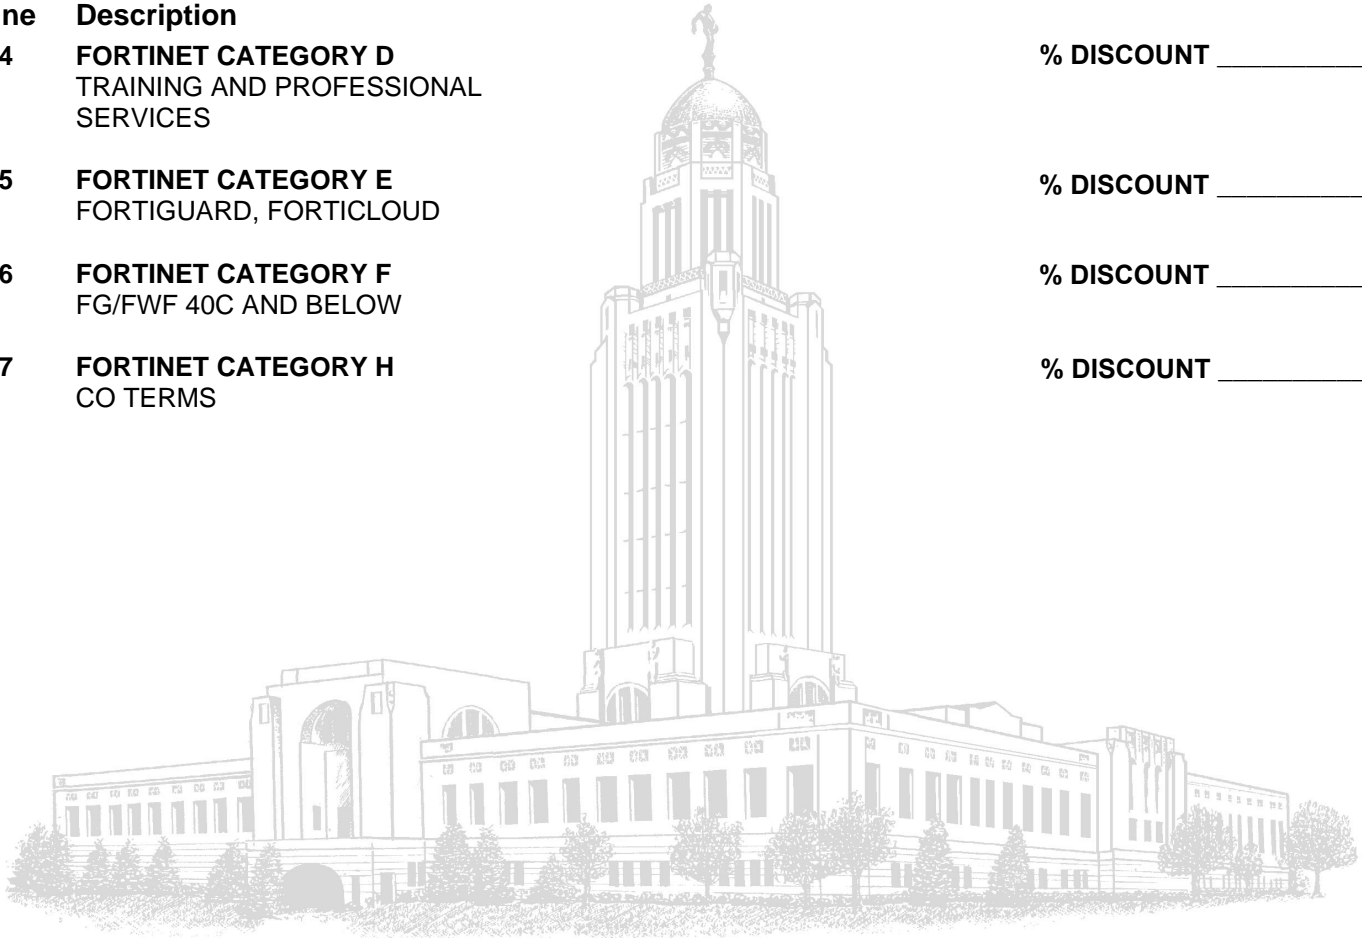 ne Description
4 FORTINET CATEGORY D % DISCOUNT __________
TRAINING AND PROFESSIONAL
SERVICES
5 FORTINET CATEGORY E % DISCOUNT __________
FORTIGUARD, FORTICLOUD
6 FORTINET CATEGORY F % DISCOUNT __________
FG/FWF 40C AND BELOW
7 FORTINET CATEGORY H % DISCOUNT __________
CO TERMS